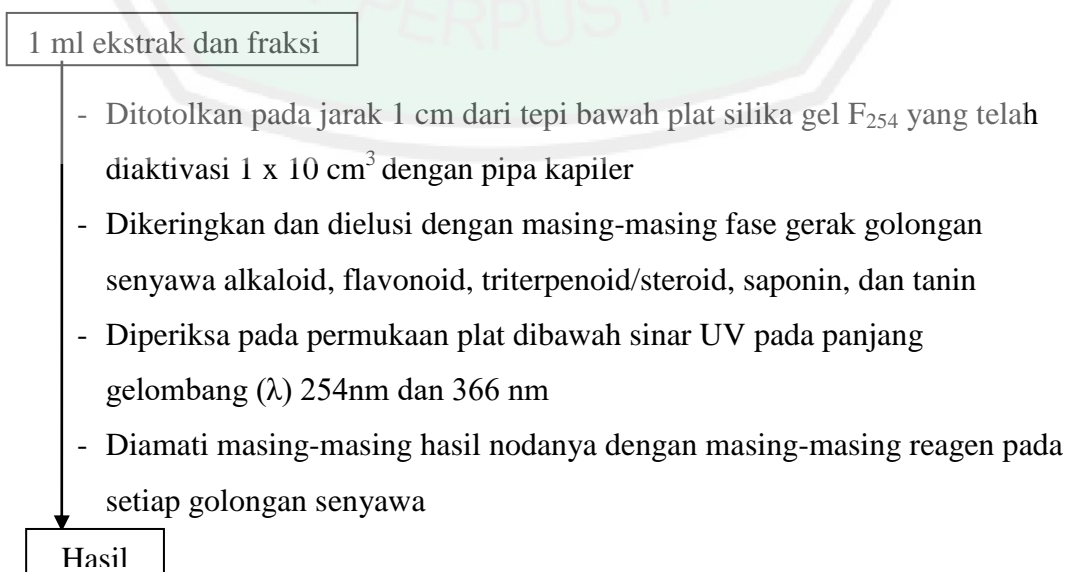 PERPUST
1 ml ekstrak dan fraksi
- Ditotolkan pada jarak 1 cm dari tepi bawah plat silika gel F₂₅₄ yang telah
diaktivasi 1 x 10 cm³ dengan pipa kapiler
- Dikeringkan dan dielusi dengan masing-masing fase gerak golongan
senyawa alkaloid, flavonoid, triterpenoid/steroid, saponin, dan tanin
- Diperiksa pada permukaan plat dibawah sinar UV pada panjang
gelombang (λ) 254nm dan 366 nm
- Diamati masing-masing hasil nodanya dengan masing-masing reagen pada
setiap golongan senyawa
Hasil